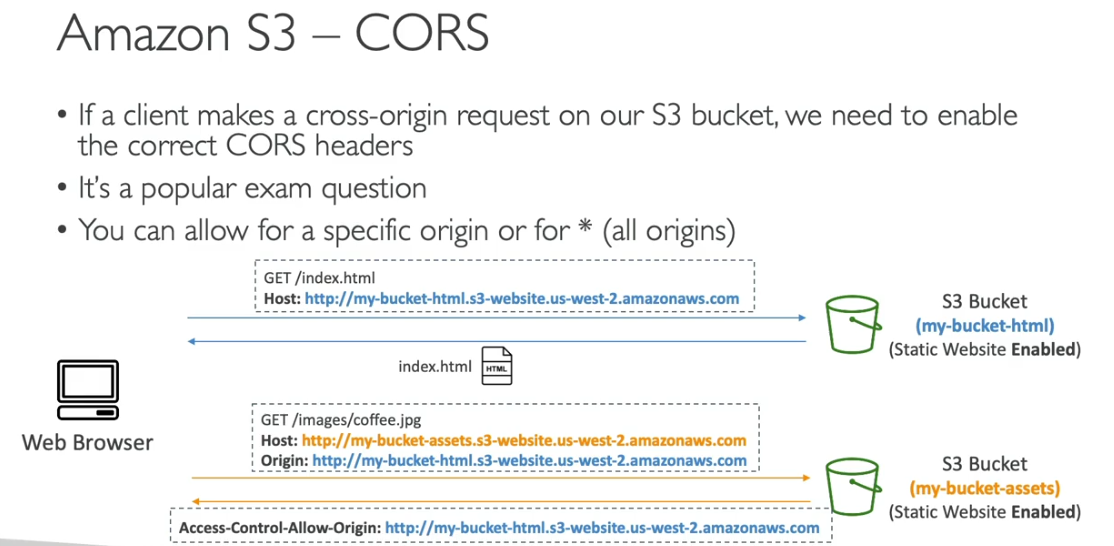 Amazon S3 – CORS
• If a client makes a cross-origin request on our S3 bucket, we need to enable
the correct CORS headers
• It's a popular exam question
• You can allow for a specific origin or for * (all origins)
GET /index.html
Host: http://my-bucket-html.s3-website.us-west-2.amazonaws.com
S3 Bucket
(my-bucket-html)
(Static Website Enabled)
index.html
HTML
Web Browser
GET /images/coffee.jpg
Host: http://my-bucket-assets.s3-website.us-west-2.amazonaws.com
Origin: http://my-bucket-html.s3-website.us-west-2.amazonaws.com
S3 Bucket
(my-bucket-assets)
(Static Website Enabled)
Access-Control-Allow-Origin: http://my-bucket-html.s3-website.us-west-2.amazonaws.com